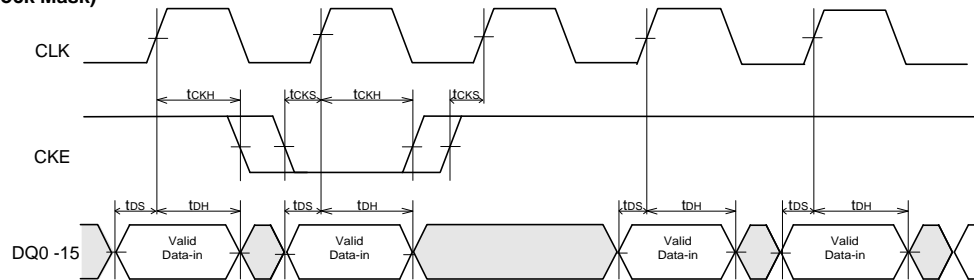 ock Mask)
CLK
tCKH tCKS tCKH tCKS
CKE
tDS tDH tDS tDH tDS tDH tDS tDH
DQ0 -15
Valid Data-in
Valid Data-in
Valid Data-in
Valid Data-in